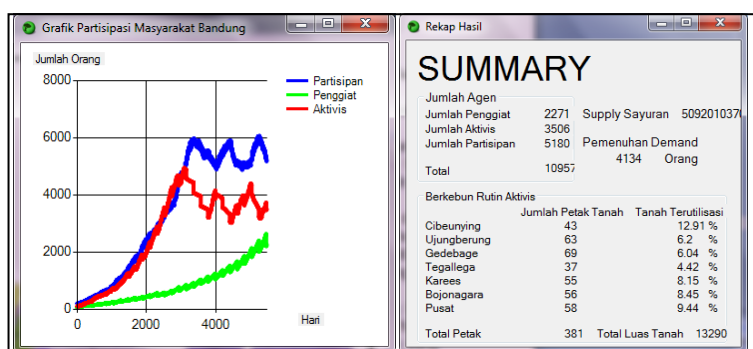 Grafik Partisipasi Masyarakat Bandung
Jumlah Orang
8000
6000
4000
2000
0
0 2000 4000 Hari
Partisipan
Penggiat
Aktivis
Rekap Hasil
SUMMARY
Jumlah Agen
Jumlah Penggiat 2271
Jumlah Aktivis 3506
Jumlah Partisipan 5180
Total 10957
Supply Sayuran 5092010370
Pemenuhan Demand
4134 Orang
Berkebun Rutin Aktivis
Jumlah Petak Tanah Tanah Terutilisasi
Cibeunying 43 12.91 %
Ujungberung 63 6.2 %
Gedebage 69 6.04 %
Tegallega 37 4.42 %
Karees 55 8.15 %
Bojonagara 56 8.45 %
Pusat 58 9.44 %
Total Petak 381 Total Luas Tanah 13290